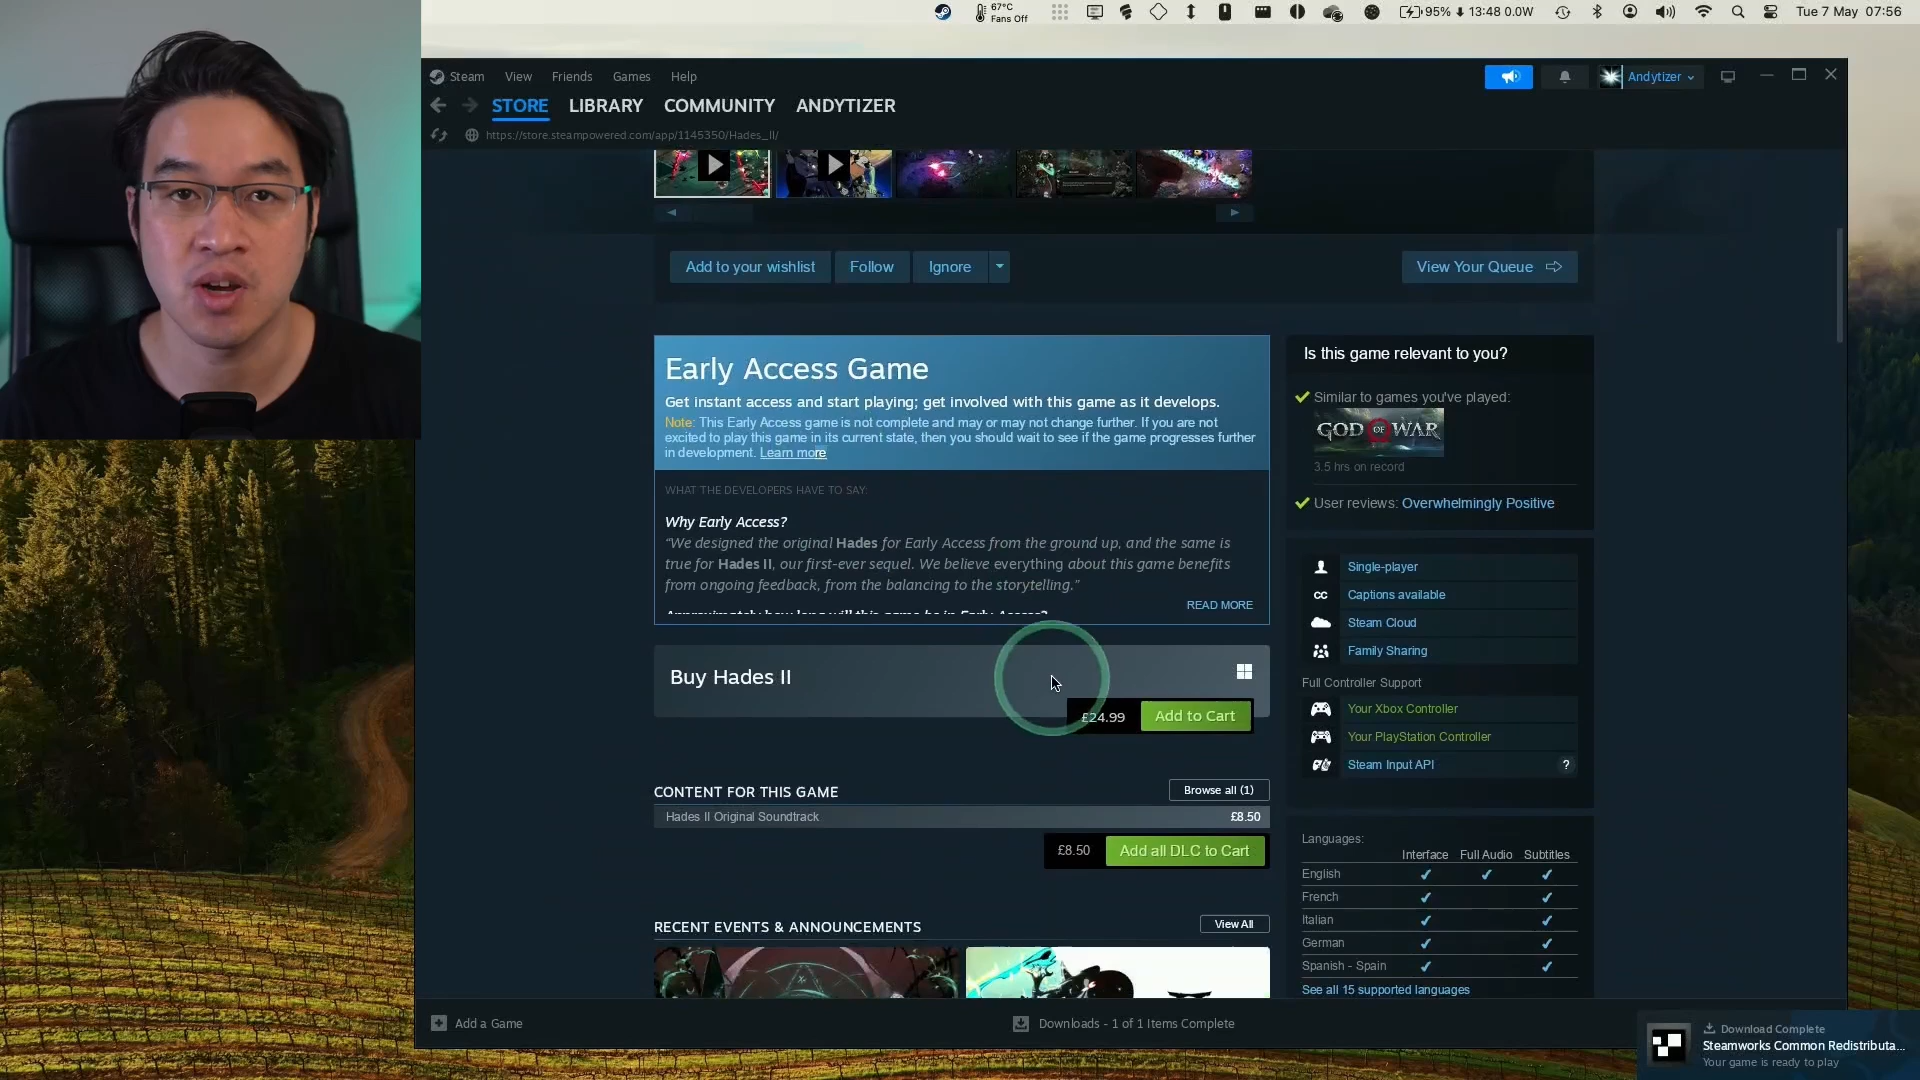 67°C
Fans Off
95%
13:48 0.0W
Tue 7 May 07:56
Steam
View
Friends
Games
Help
Andytizer
STORE
LIBRARY
COMMUNITY
ANDYTIZER
https://store.steampowered.com/app/1145350/Hades_II/
Add to your wishlist
Follow
Ignore
View Your Queue
Early Access Game
Get instant access and start playing; get involved with this game as it develops.
Note: This Early Access game is not complete and may or may not change further. If you are not
excited to play this game in its current state, then you should wait to see if the game progresses further
in development. Learn more
WHAT THE DEVELOPERS HAVE TO SAY:
Why Early Access?
“We designed the original Hades for Early Access from the ground up, and the same is
true for Hades II, our first-ever sequel. We believe everything about this game benefits
from ongoing feedback, from the balancing to the storytelling.”
Approximately how long will this game be in Early Access?
READ MORE
Buy Hades II
£24.99
Add to Cart
CONTENT FOR THIS GAME
Browse all (1)
Hades II Original Soundtrack
£8.50
£8.50
Add all DLC to Cart
RECENT EVENTS & ANNOUNCEMENTS
View All
Is this game relevant to you?
Similar to games you've played:
GOD OF WAR
3.5 hrs on record
User reviews: Overwhelmingly Positive
Single-player
CC
Captions available
Steam Cloud
Family Sharing
Full Controller Support
Your Xbox Controller
Your PlayStation Controller
Steam Input API
?
Languages:
Interface Full Audio Subtitles
English
French
Italian
German
Spanish - Spain
See all 15 supported languages
Add a Game
Downloads - 1 of 1 Items Complete
Download Complete
Steamworks Common Redistributa...
Your game is ready to play